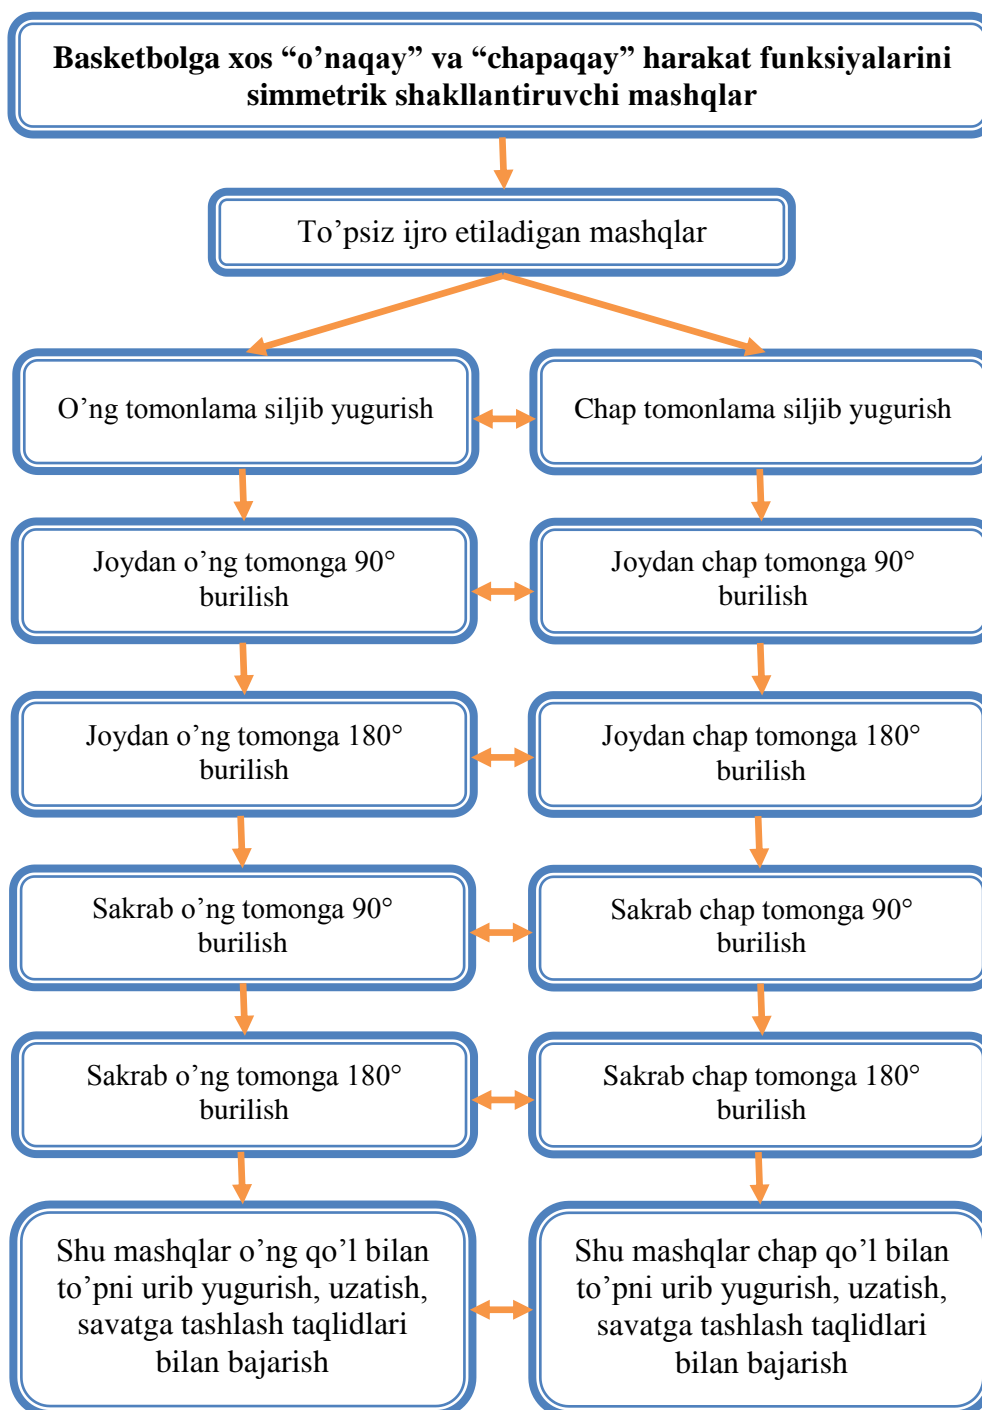 Basketbolga xos “o’naqay” va “chapaqay” harakat funksiyalarini
simmetrik shakllantiruvchi mashqlar
To’psiz ijro etiladigan mashqlar
O’ng tomonlama siljib yugurish
Chap tomonlama siljib yugurish
Joydan o’ng tomonga 90°
burilish
Joydan chap tomonga 90°
burilish
Joydan o’ng tomonga 180°
burilish
Joydan chap tomonga 180°
burilish
Sakrab o’ng tomonga 90°
burilish
Sakrab chap tomonga 90°
burilish
Sakrab o’ng tomonga 180°
burilish
Sakrab chap tomonga 180°
burilish
Shu mashqlar o’ng qo’l bilan
to’pni urib yugurish, uzatish,
savatga tashlash taqlidlari
bilan bajarish
Shu mashqlar chap qo’l bilan
to’pni urib yugurish, uzatish,
savatga tashlash taqlidlari
bilan bajarish